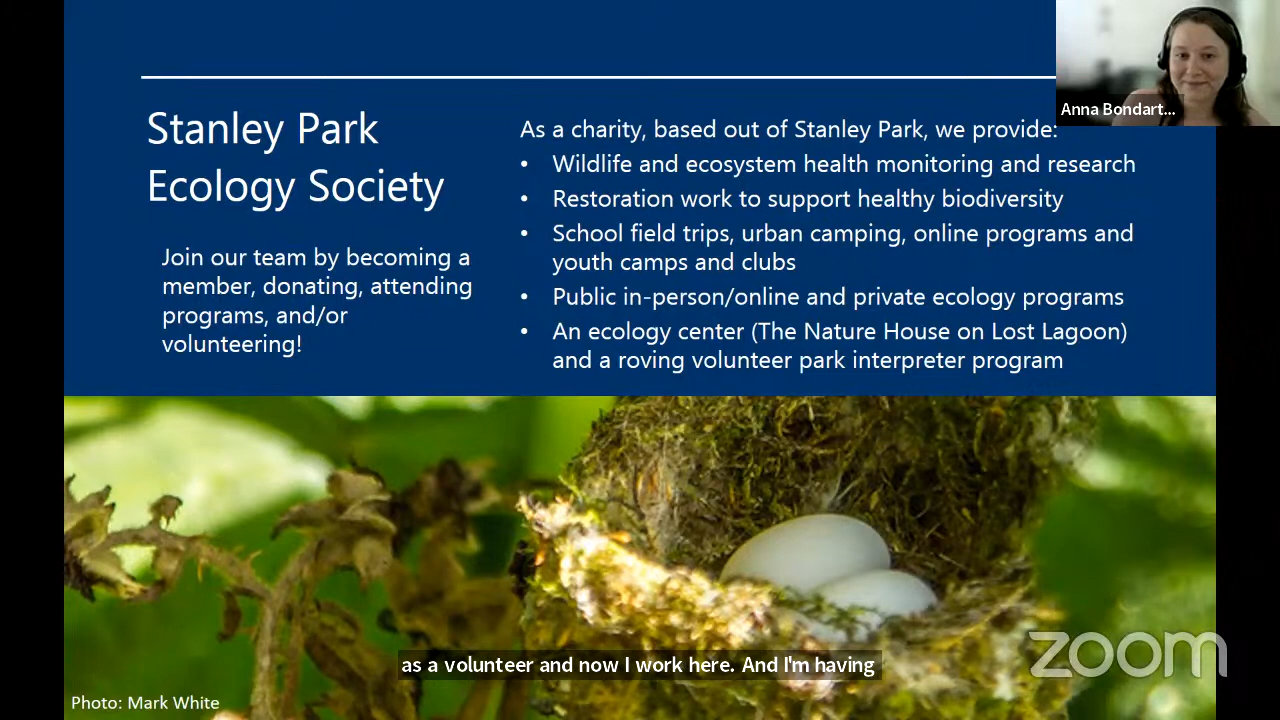 Stanley Park
Ecology Society
Join our team by becoming a
member, donating, attending
programs, and/or
volunteering!
As a charity, based out of Stanley Park, we provide:
• Wildlife and ecosystem health monitoring and research
• Restoration work to support healthy biodiversity
• School field trips, urban camping, online programs and
youth camps and clubs
• Public in-person/online and private ecology programs
• An ecology center (The Nature House on Lost Lagoon)
and a roving volunteer park interpreter program
Anna Bondart...
as a volunteer and now I work here. And I'm having
zoom
Photo: Mark White